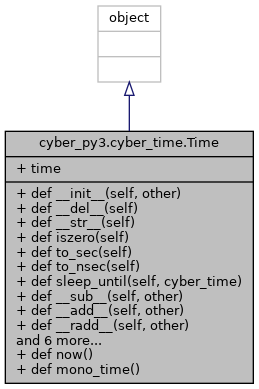 object
cyber_py3.cyber_time.Time
+ time
+ def __init__(self, other)
+ def __del__(self)
+ def __str__(self)
+ def iszero(self)
+ def to_sec(self)
+ def to_nsec(self)
+ def sleep_until(self, cyber_time)
+ def __sub__(self, other)
+ def __add__(self, other)
+ def __radd__(self, other)
and 6 more...
+ def now()
+ def mono_time()